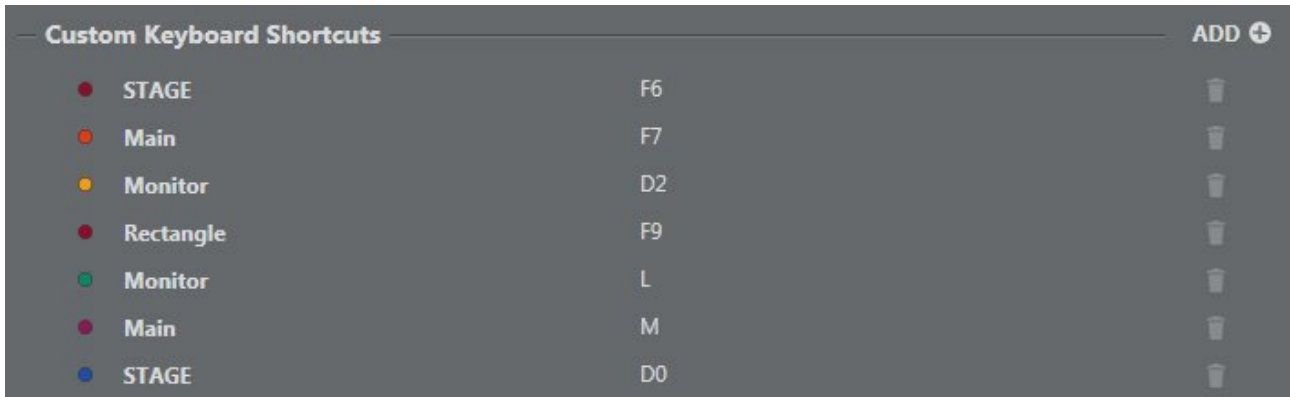 Custom Keyboard Shortcuts ADD
STAGE F6
Main F7
Monitor D2
Rectangle F9
Monitor L
Main M
STAGE D0